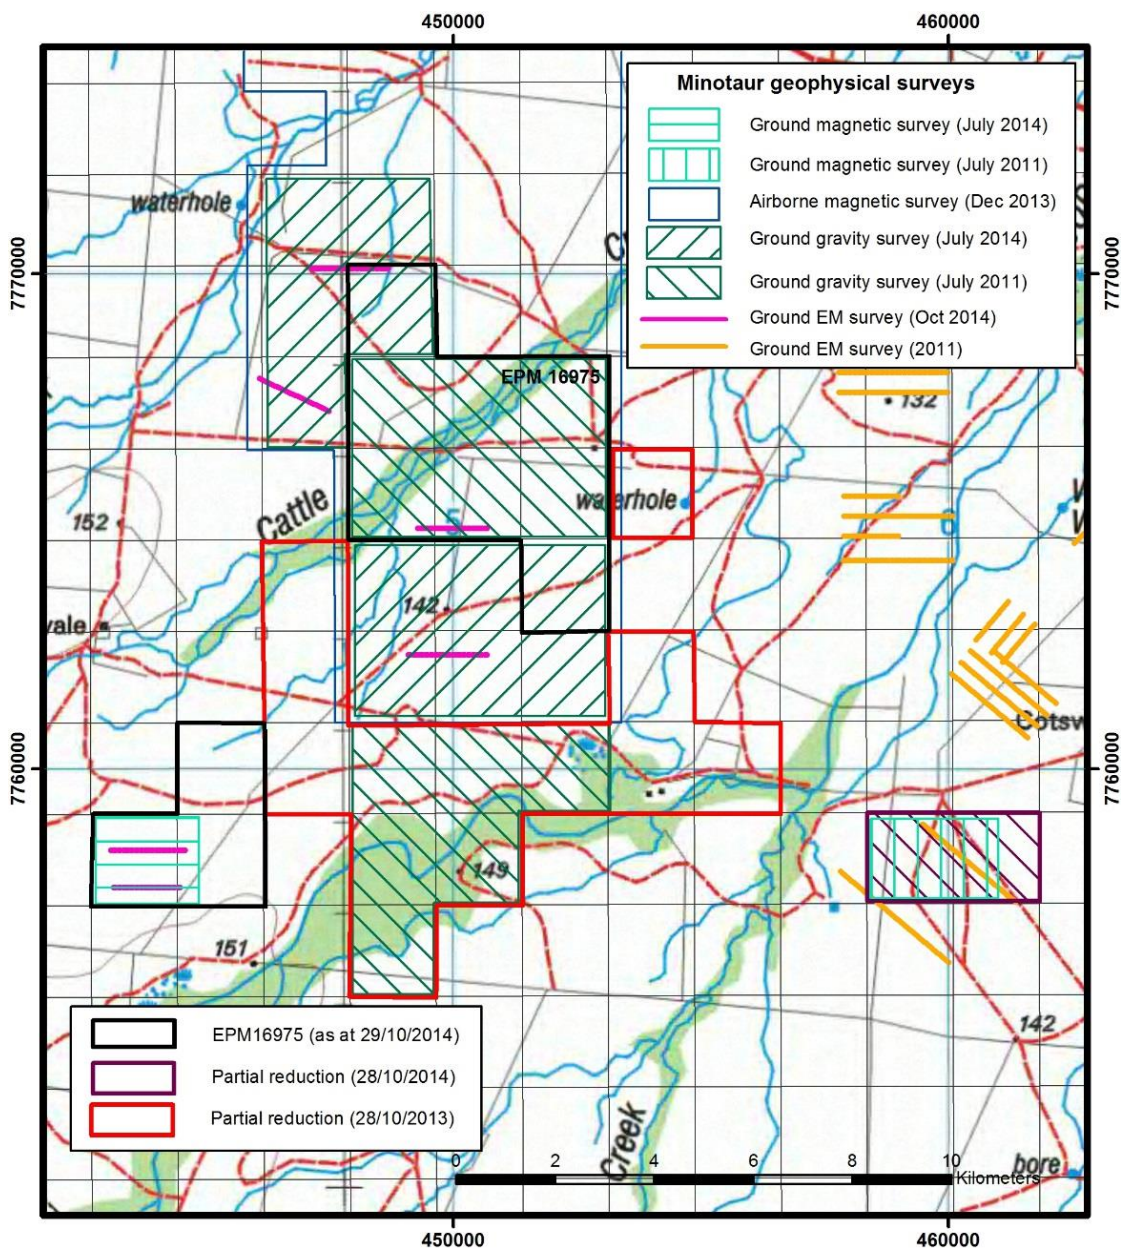 450000
460000
Minotaur geophysical surveys
Ground magnetic survey (July 2014)
Ground magnetic survey (July 2011)
Airborne magnetic survey (Dec 2013)
Ground gravity survey (July 2014)
Ground gravity survey (July 2011)
Ground EM survey (Oct 2014)
Ground EM survey (2011)
waterhole
7770000
7770000
EPM 16975
132
waterhole
Cattle
152
5
6
142
vale
Cotsw
7760000
7760000
149
151
142
EPM16975 (as at 29/10/2014)
Partial reduction (28/10/2014)
Partial reduction (28/10/2013)
Creek
bore
0 2 4 6 8 10
Kilometers
450000
460000